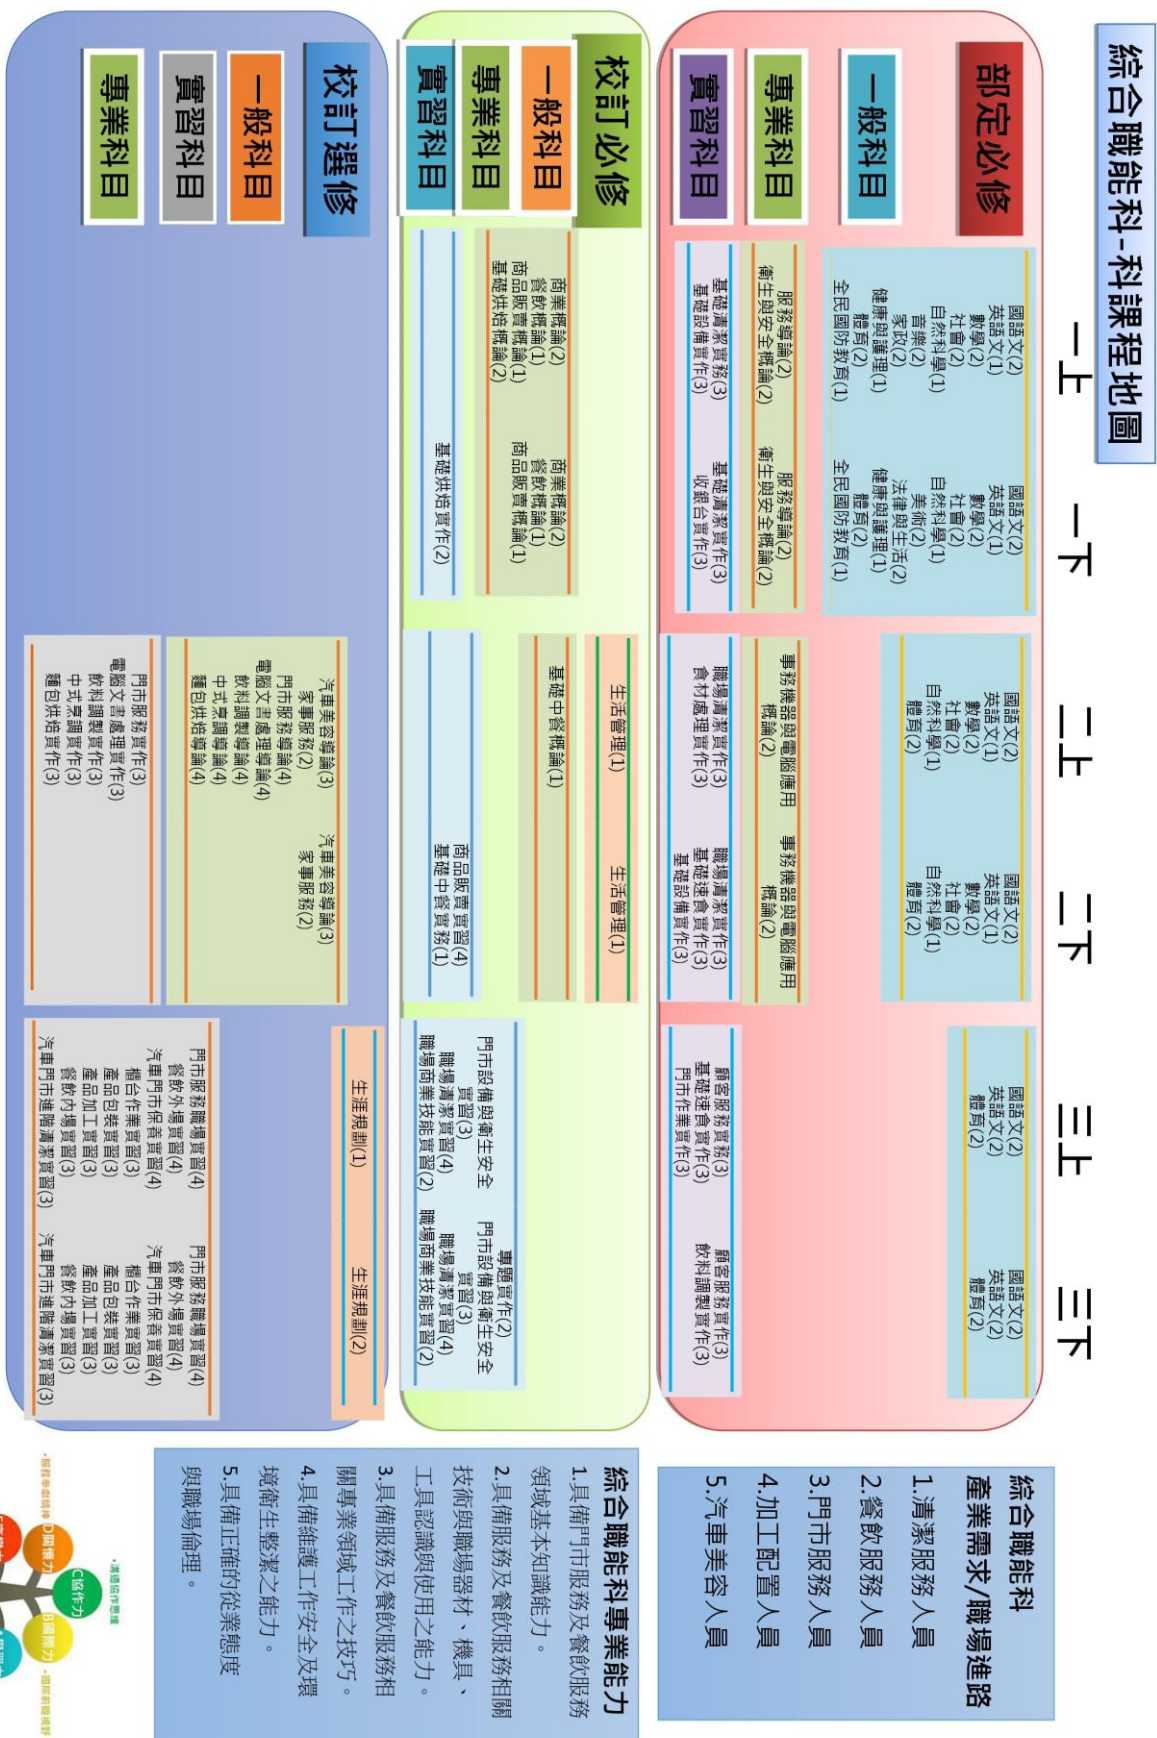 綜合職能科-科課程地圖
一上
一下
二上
二下
三上
三下
部定必修
一般科目
國語文(2)
英語文(1)
數學(2)
社會(2)
自然科學(1)
音樂(2)
家政(2)
健康與護理(1)
體育(2)
全民國防教育(1)
國語文(2)
英語文(1)
數學(2)
社會(2)
自然科學(1)
美術(2)
法律與生活(2)
健康與護理(1)
體育(2)
全民國防教育(1)
國語文(2)
英語文(1)
數學(2)
社會(2)
自然科學(1)
體育(2)
國語文(2)
英語文(1)
數學(2)
社會(2)
自然科學(1)
體育(2)
國語文(2)
英語文(2)
體育(2)
國語文(2)
英語文(2)
體育(2)
專業科目
服務導論(2)
衛生與安全概論(2)
服務導論(2)
衛生與安全概論(2)
事務機器與電腦應用
概論(2)
事務機器與電腦應用
概論(2)
實習科目
基礎清潔實務(3)
基礎設備實作(3)
基礎清潔實作(3)
收銀台實作(3)
職場清潔實作(3)
食材處理實作(3)
職場清潔實作(3)
基礎速食實作(3)
基礎設備實作(3)
顧客服務實務(3)
基礎速食實作(3)
門市作業實作(3)
顧客服務實作(3)
飲料調製實作(3)
校訂必修
一般科目
生活管理(1)
生活管理(1)
專業科目
商業概論(2)
餐飲概論(1)
商品販賣概論(1)
基礎烘焙概論(2)
商業概論(2)
餐飲概論(1)
商品販賣概論(1)
基礎中餐概論(1)
實習科目
基礎烘焙實作(2)
商品販賣實習(4)
基礎中餐實務(1)
門市設備與衛生安全
實習(3)
職場清潔實習(4)
職場商業技能實習(2)
專題實作(2)
門市設備與衛生安全
實習(3)
職場清潔實習(4)
職場商業技能實習(2)
校訂選修
一般科目
生涯規劃(1)
生涯規劃(2)
實習科目
汽車美容導論(3)
家事服務(2)
門市服務導論(4)
電腦文書處理導論(4)
飲料調製導論(4)
中式烹調導論(4)
麵包烘焙導論(4)
汽車美容導論(3)
家事服務(2)
門市服務職場實習(4)
餐飲外場實習(4)
汽車門市保養實習(4)
櫃台作業實習(3)
產品包裝實習(3)
產品加工實習(3)
餐飲內場實習(3)
汽車門市進階清潔實習(3)
門市服務職場實習(4)
餐飲外場實習(4)
汽車門市保養實習(4)
櫃台作業實習(3)
產品包裝實習(3)
產品加工實習(3)
餐飲內場實習(3)
汽車門市進階清潔實習(3)
專業科目
門市服務實作(3)
電腦文書處理實作(3)
飲料調製實作(3)
中式烹調實作(3)
麵包烘焙實作(3)
綜合職能科
產業需求/職場進路
1.清潔服務人員
2.餐飲服務人員
3.門市服務人員
4.加工配置人員
5.汽車美容人員
綜合職能科專業能力
1.具備門市服務及餐飲服務
領域基本知識能力。
2.具備服務及餐飲服務相關
技術與職場器材、機具、
工具認識與使用之能力。
3.具備服務及餐飲服務相
關專業領域工作之技巧。
4.具備維護工作安全及環
境衛生整潔之能力。
5.具備正確的從業態度
與職場倫理。
•溝通協作思維
C協作力
•服務奉獻精神
D關懷力
B國際力
•國際前瞻視野